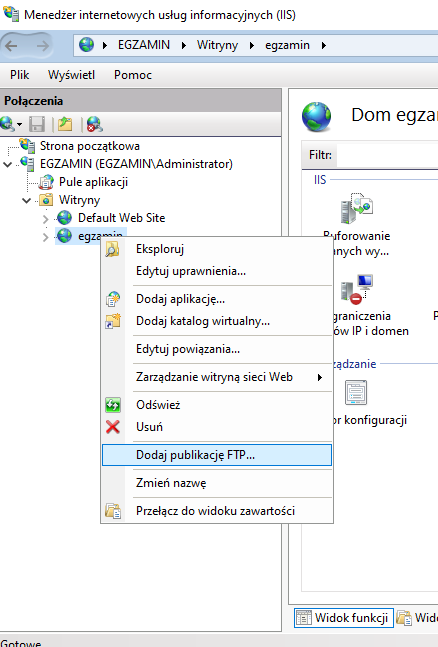 Menedżer internetowych usług informacyjnych (IIS)
EGZAMIN
Witryny
egzamin
Plik
Wyświetl
Pomoc
Połączenia
Strona początkowa
EGZAMIN (EGZAMIN\Administrator)
Pule aplikacji
Witryny
Default Web Site
egzamin
Eksploruj
Edytuj uprawnienia...
Dodaj aplikację...
Dodaj katalog wirtualny...
Edytuj powiązania...
Zarządzanie witryną sieci Web
Odśwież
Usuń
Dodaj publikację FTP...
Zmień nazwę
Przełącz do widoku zawartości
Dom egza
Filtr:
IIS
Buforowanie
nnych wy...
graniczenia
ów IP i domen
P
ządzanie
or konfiguracji
Widok funkcji
Wido
Gotowe